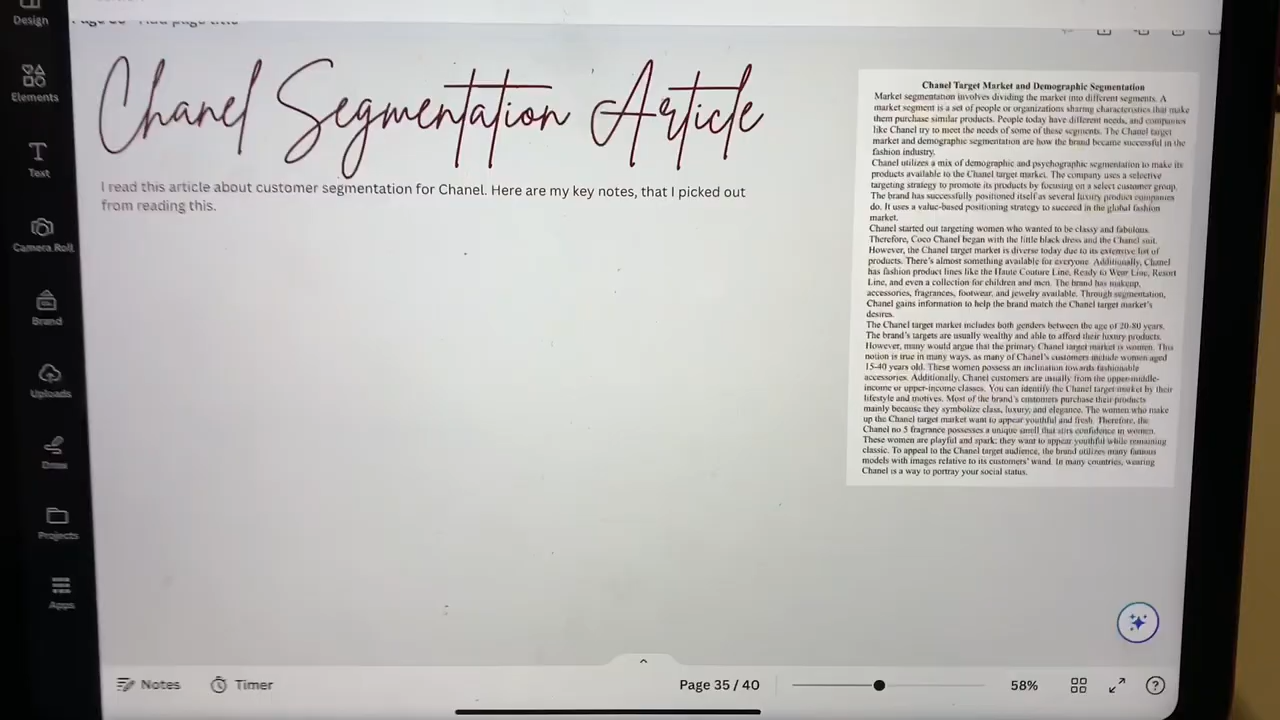 Design
Elements
Text
Camera Roll
Brand
Uploads
Draw
Projects
Apps
Chanel Segmentation Article
I read this article about customer segmentation for Chanel. Here are my key notes, that I picked out
from reading this.
Chanel Target Market and Demographic Segmentation
Market segmentation involves dividing the market into different segments. A
market segment is a set of people or organizations sharing characteristics that make
them purchase similar products. People today have different needs, and companies
like Chanel try to meet the needs of some of these segments. The Chanel target
market and demographic segmentation are how the brand became successful in the
fashion industry.
Chanel utilizes a mix of demographic and psychographic segmentation to make its
products available to the Chanel target market. The company uses a selective
targeting strategy to promote its products by focusing on a select customer group.
The brand has successfully positioned itself as several luxury product companies
do. It uses a value-based positioning strategy to succeed in the global fashion
market.
Chanel started out targeting women who wanted to be classy and fabulous.
Therefore, Coco Chanel began with the little black dress and the Chanel suit.
However, the Chanel target market is diverse today due to its extensive list of
products. There's almost something available for everyone. Additionally, Chanel
has fashion product lines like the Haute Couture Line, Ready to Wear Line, Resort
Line, and even a collection for children and men. The brand has makeup,
accessories, fragrances, footwear, and jewelry available. Through segmentation,
Chanel gains information to help the brand match the Chanel target market's
desires.
The Chanel target market includes both genders between the age of 20-80 years.
The brand's targets are usually wealthy and able to afford their luxury products.
However, many would argue that the primary Chanel target market is women. This
notion is true in many ways, as many of Chanel's customers include women aged
15-40 years old. These women possess an inclination towards fashionable
accessories. Additionally, Chanel customers are usually from the upper-middle-
income or upper-income classes. You can identify the Chanel target market by their
lifestyle and motives. Most of the brand's customers purchase their products
mainly because they symbolize class, luxury, and elegance. The women who make
up the Chanel target market want to appear youthful and fresh. Therefore, the
Chanel no 5 fragrance possesses a unique smell that stirs confidence in women.
These women are playful and spark; they want to appear youthful while remaining
classic. To appeal to the Chanel target audience, the brand utilizes many famous
models with images relative to its customers' wand. In many countries, wearing
Chanel is a way to portray your social status.
Notes
Timer
Page 35 / 40
58%